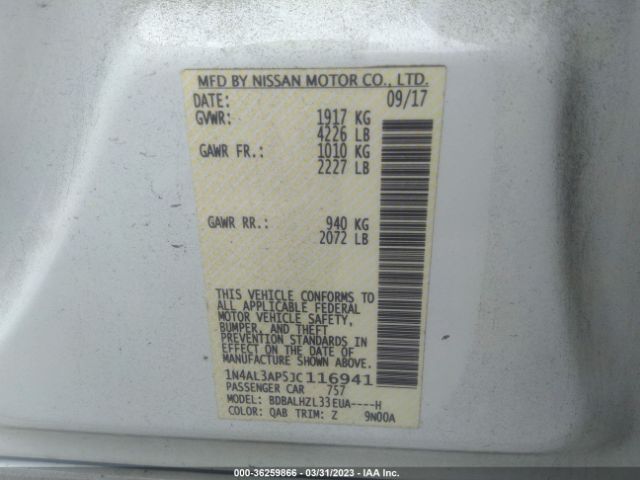 MFD BY NISSAN MOTOR CO., LTD.
DATE: 09/17
GVWR: 1917 KG
4226 LB
GAWR FR.: 1010 KG
2227 LB
GAWR RR.: 940 KG
2072 LB
THIS VEHICLE CONFORMS TO
ALL APPLICABLE FEDERAL
MOTOR VEHICLE SAFETY,
BUMPER, AND THEFT
PREVENTION STANDARDS IN
EFFECT ON THE DATE OF
MANUFACTURE SHOWN ABOVE.
1N4AL3AP5JC116941
PASSENGER CAR 757
MODEL: BDBALHZL33EUA----H
COLOR: QAB TRIM: Z 9N00A
000-36259866 - 03/31/2023 - IAA Inc.